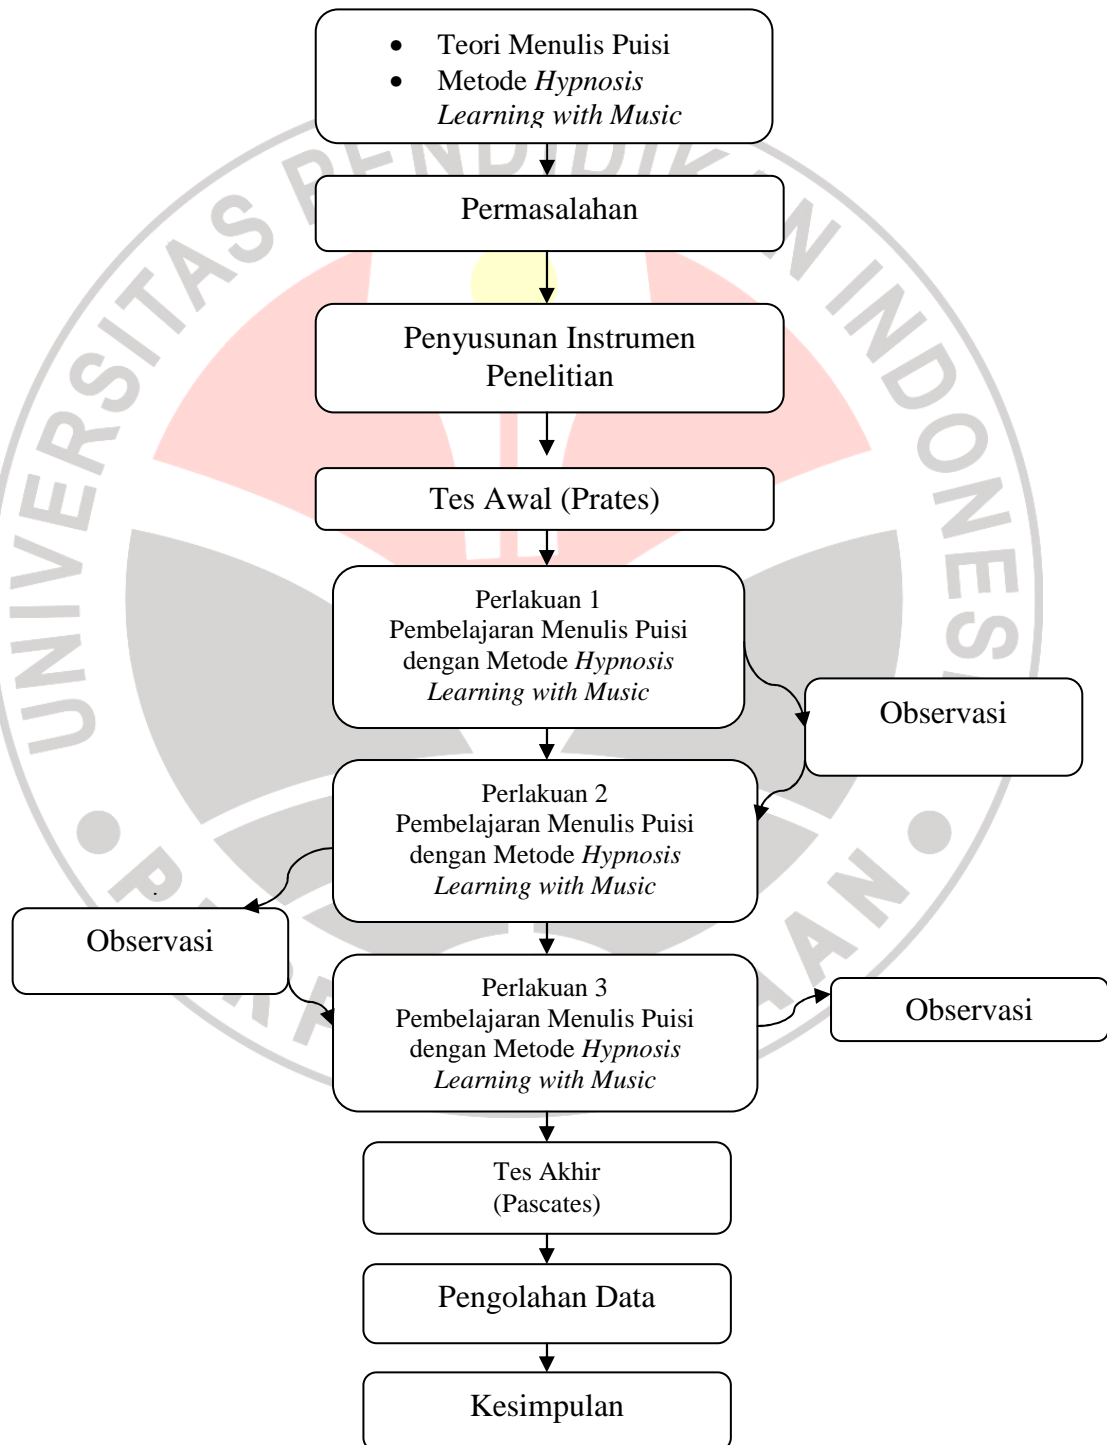 • Teori Menulis Puisi
• Metode Hypnosis
Learning with Music
Permasalahan
Penyusunan Instrumen
Penelitian
Tes Awal (Prates)
Perlakuan 1
Pembelajaran Menulis Puisi
dengan Metode Hypnosis
Learning with Music
Observasi
Perlakuan 2
Pembelajaran Menulis Puisi
dengan Metode Hypnosis
Learning with Music
Observasi
Perlakuan 3
Pembelajaran Menulis Puisi
dengan Metode Hypnosis
Learning with Music
Observasi
Tes Akhir
(Pascates)
Pengolahan Data
Kesimpulan
UNIVERSITAS PENDIDIKAN INDONES